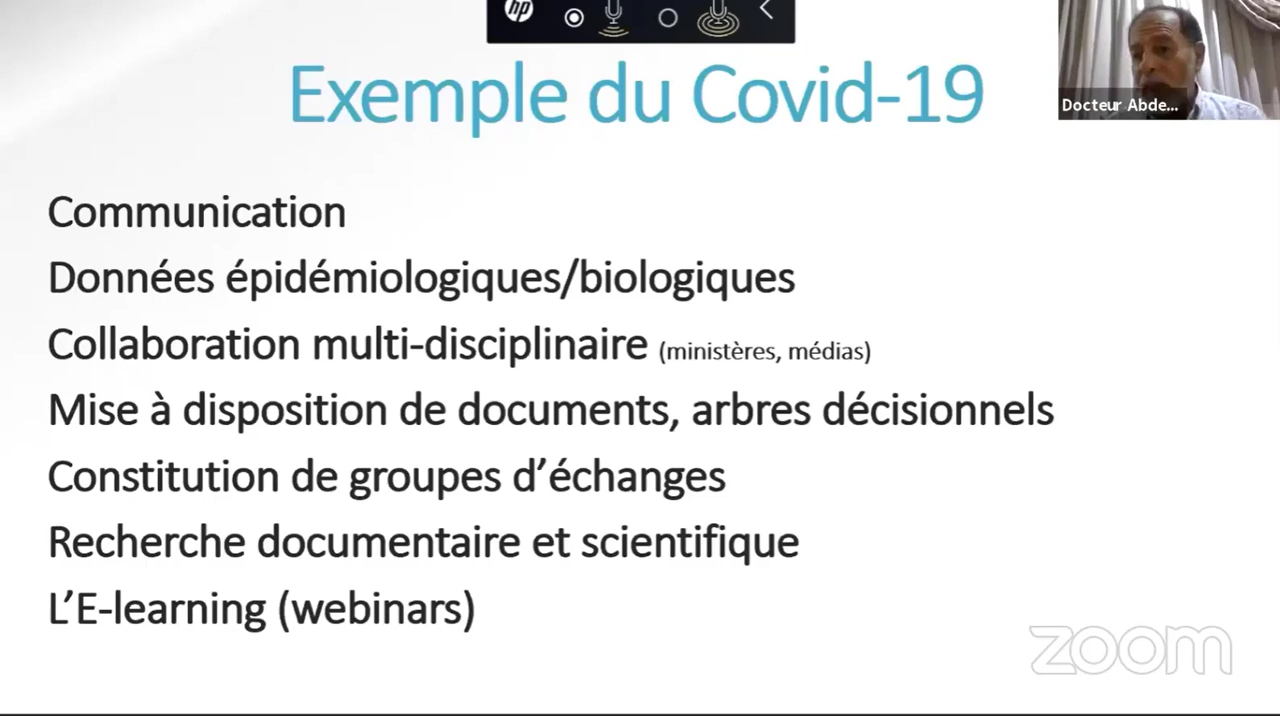 hp
Exemple du Covid-19
Docteur Abde...
Communication
Données épidémiologiques/biologiques
Collaboration multi-disciplinaire (ministères, médias)
Mise à disposition de documents, arbres décisionnels
Constitution de groupes d’échanges
Recherche documentaire et scientifique
L’E-learning (webinars)
zoom